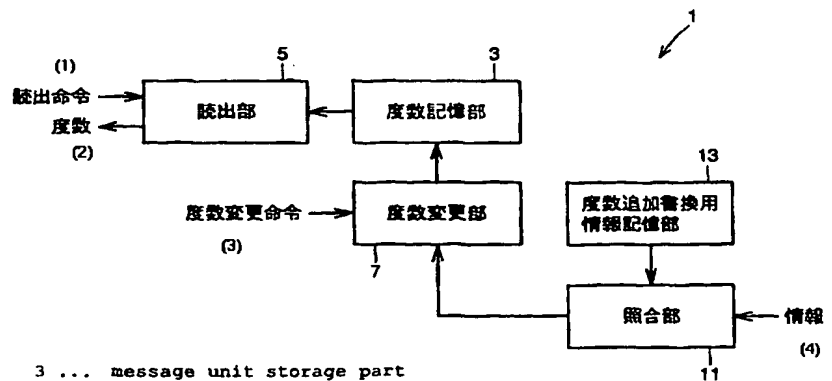 1
(1)
5
3
読出命令
読出部
度数記憶部
度数
(2)
13
度数変更命令
度数変更部
度数追加書換用
情報記憶部
(3)
7
照合部
情報
(4)
11
3 ... message unit storage part